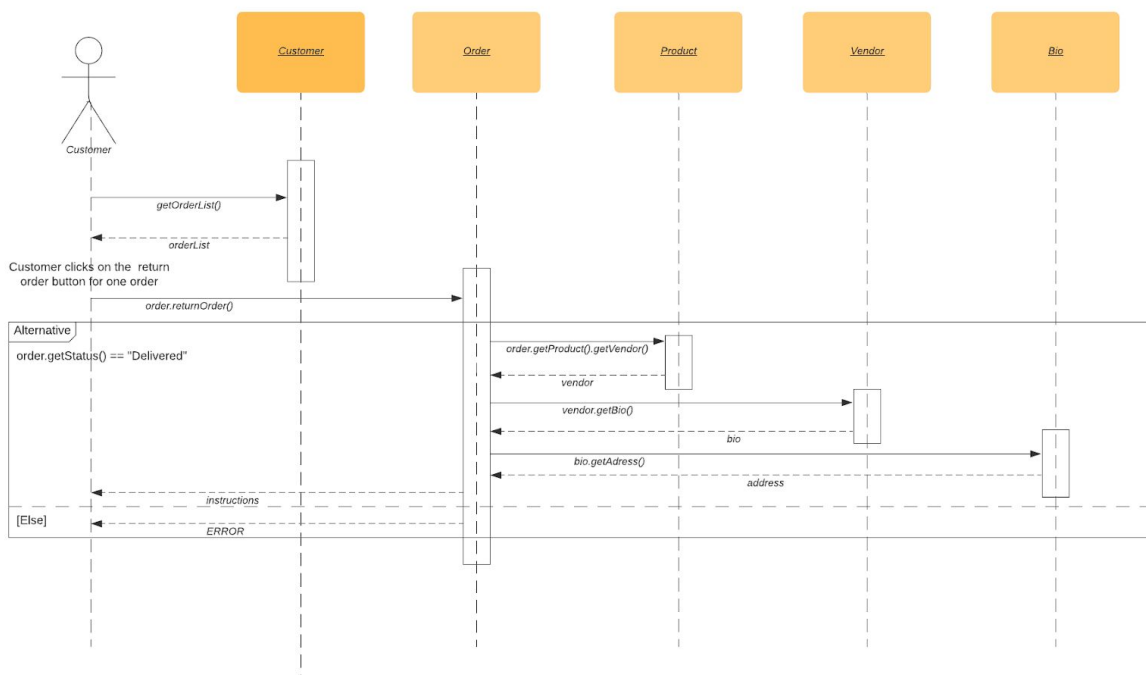 Customer
Order
Product
Vendor
Bio
Customer
getOrderList()
orderList
Customer clicks on the return
order button for one order
order.returnOrder()
Alternative
order.getStatus() == "Delivered"
order.getProduct().getVendor()
vendor
vendor.getBio()
bio
bio.getAdress()
address
instructions
[Else]
ERROR